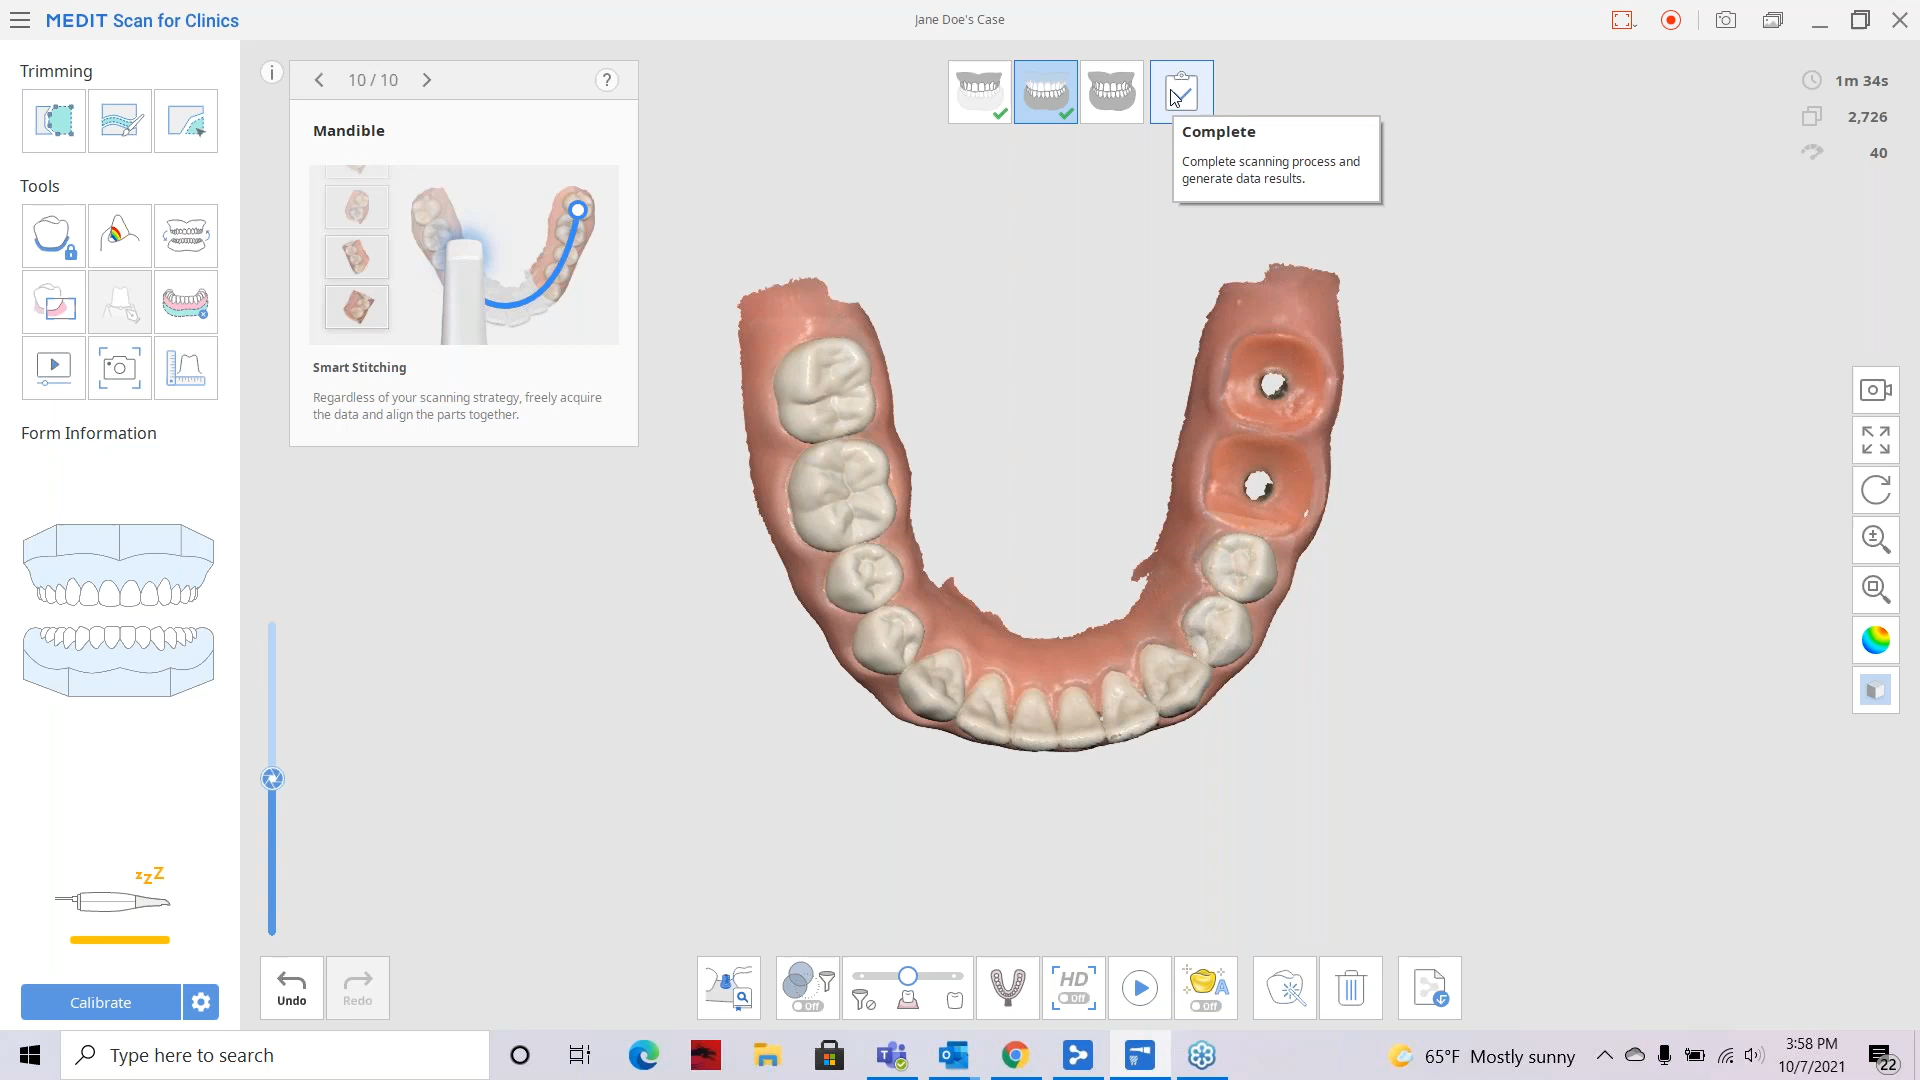 MEDIT Scan for Clinics
Jane Doe's Case
Trimming
Tools
Form Information
zzZ
Calibrate
i
10 / 10
?
Mandible
Smart Stitching
Regardless of your scanning strategy, freely acquire
the data and align the parts together.
Complete
Complete scanning process and
generate data results.
1m 34s
2,726
40
Undo
Redo
Off
HD
Off
A
Off
Type here to search
65°F Mostly sunny
3:58 PM
10/7/2021
22